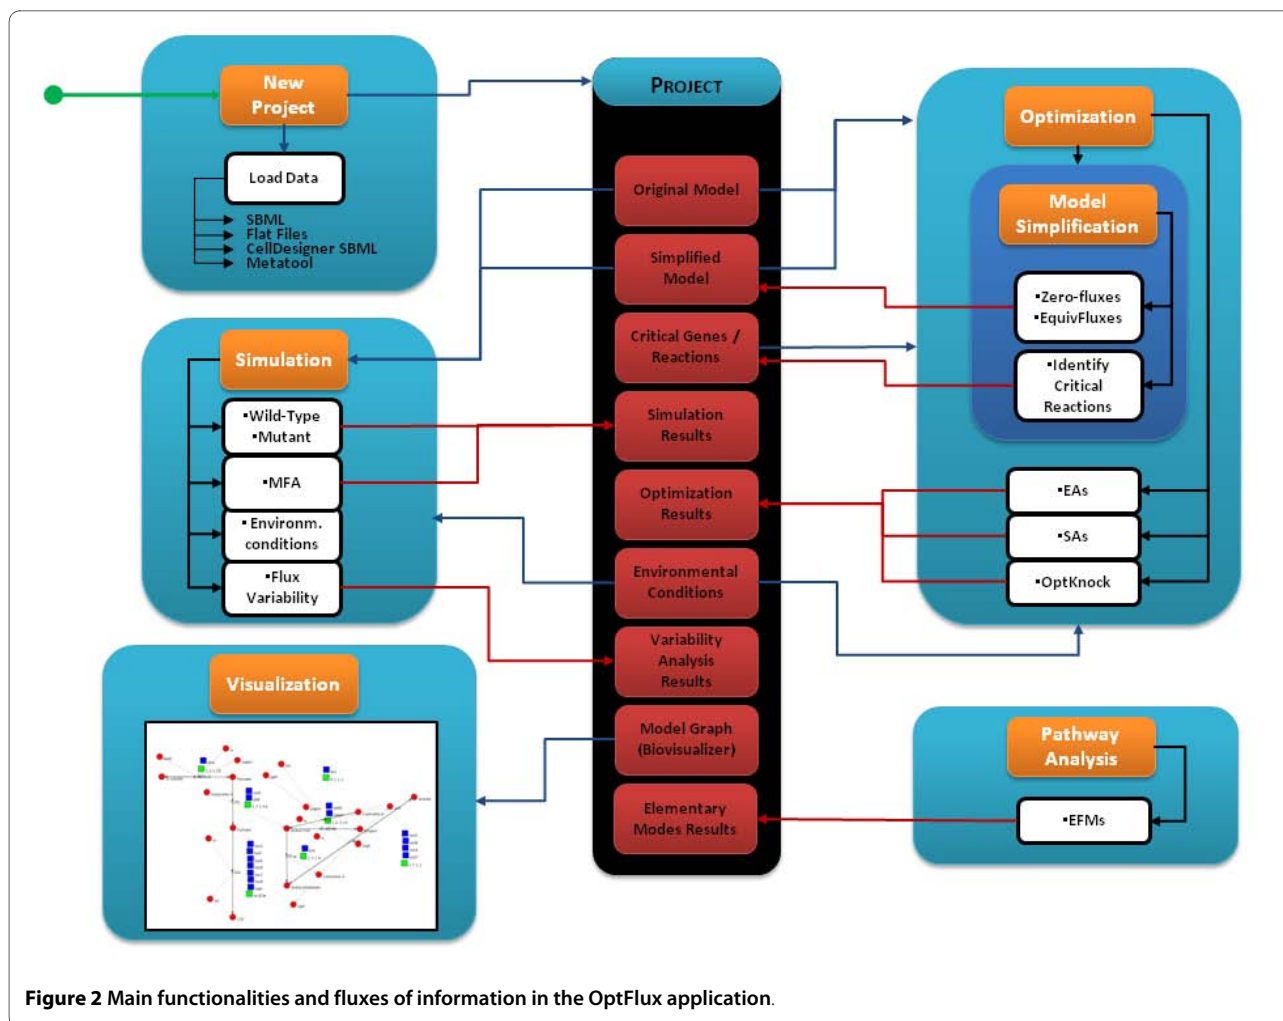 New
Project
Load Data
SBML
Flat Files
CellDesigner SBML
Metatool
Simulation
▪Wild-Type
▪Mutant
▪MFA
▪Environm.
conditions
▪Flux
Variability
Visualization
PROJECT
Original Model
Simplified
Model
Critical Genes /
Reactions
Simulation
Results
Optimization
Results
Environmental
Conditions
Variability
Analysis
Results
Model Graph
(Biovisualizer)
Elementary
Modes Results
Optimization
Model
Simplification
▪Zero-fluxes
▪EquivFluxes
▪Identify
Critical
Reactions
▪EAs
▪SAs
▪OptKnock
Pathway
Analysis
▪EFMs
Figure 2 Main functionalities and fluxes of information in the OptFlux application.